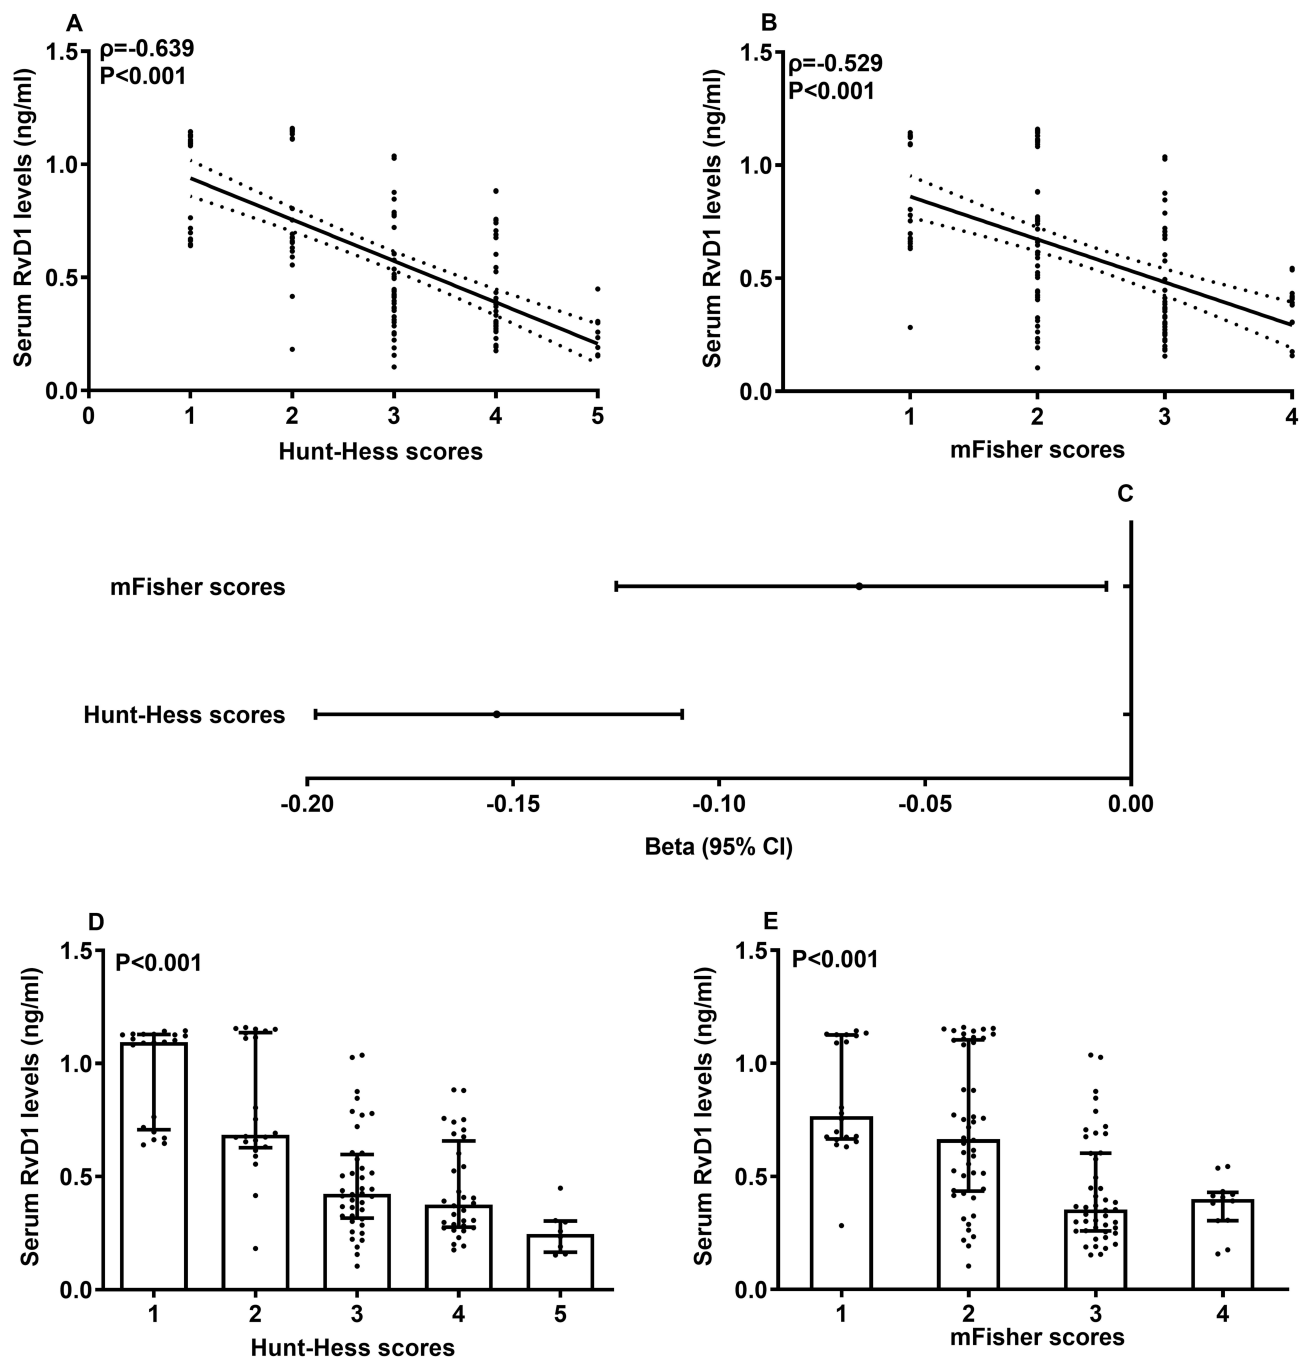 A
ρ=-0.639
P<0.001
Serum RvD1 levels (ng/ml)
1.5
1.0
0.5
0.0
0 1 2 3 4 5
Hunt-Hess scores
B
ρ=-0.529
P<0.001
Serum RvD1 levels (ng/ml)
1.5
1.0
0.5
0.0
1 2 3 4
mFisher scores
C
mFisher scores
Hunt-Hess scores
-0.20 -0.15 -0.10 -0.05 0.00
Beta (95% CI)
D
P<0.001
Serum RvD1 levels (ng/ml)
1.5
1.0
0.5
0.0
1 2 3 4 5
Hunt-Hess scores
E
P<0.001
Serum RvD1 levels (ng/ml)
1.5
1.0
0.5
0.0
1 2 3 4
mFisher scores